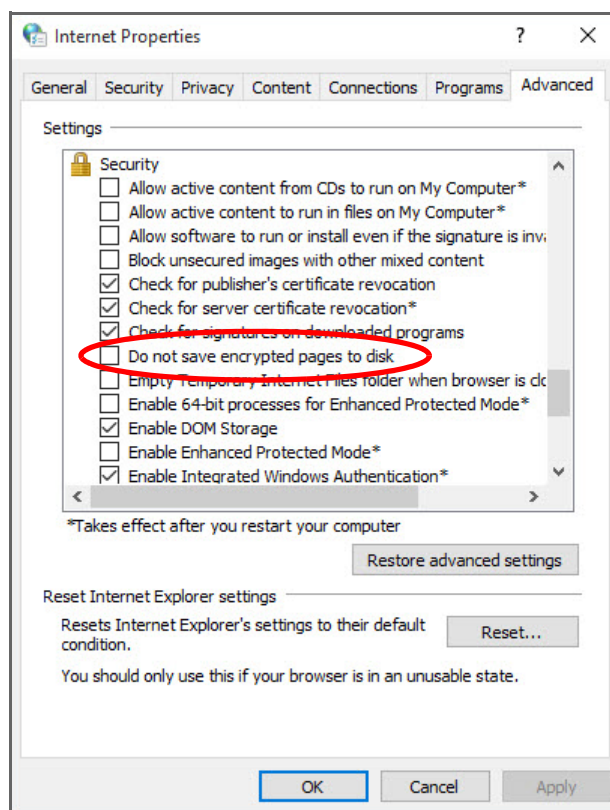 Internet Properties ?
General Security Privacy Content Connections Programs Advanced
Settings
Security
Allow active content from CDs to run on My Computer*
Allow active content to run in files on My Computer*
Allow software to run or install even if the signature is
Block unsecured images with other mixed content
Check for publisher's certificate revocation
Check for server certificate revocation*
Check for signatures on downloaded programs
Do not save encrypted pages to disk
Empty Temporary Internet Files folder when browser is
Enable 64-bit processes for Enhanced Protected Mode*
Enable DOM Storage
Enable Enhanced Protected Mode*
Enable Integrated Windows Authentication*
*Takes effect after you restart your computer
Restore advanced settings
Reset Internet Explorer settings
Resets Internet Explorer's settings to their default
condition.
Reset...
You should only use this if your browser is in an unusable state.
OK Cancel Apply